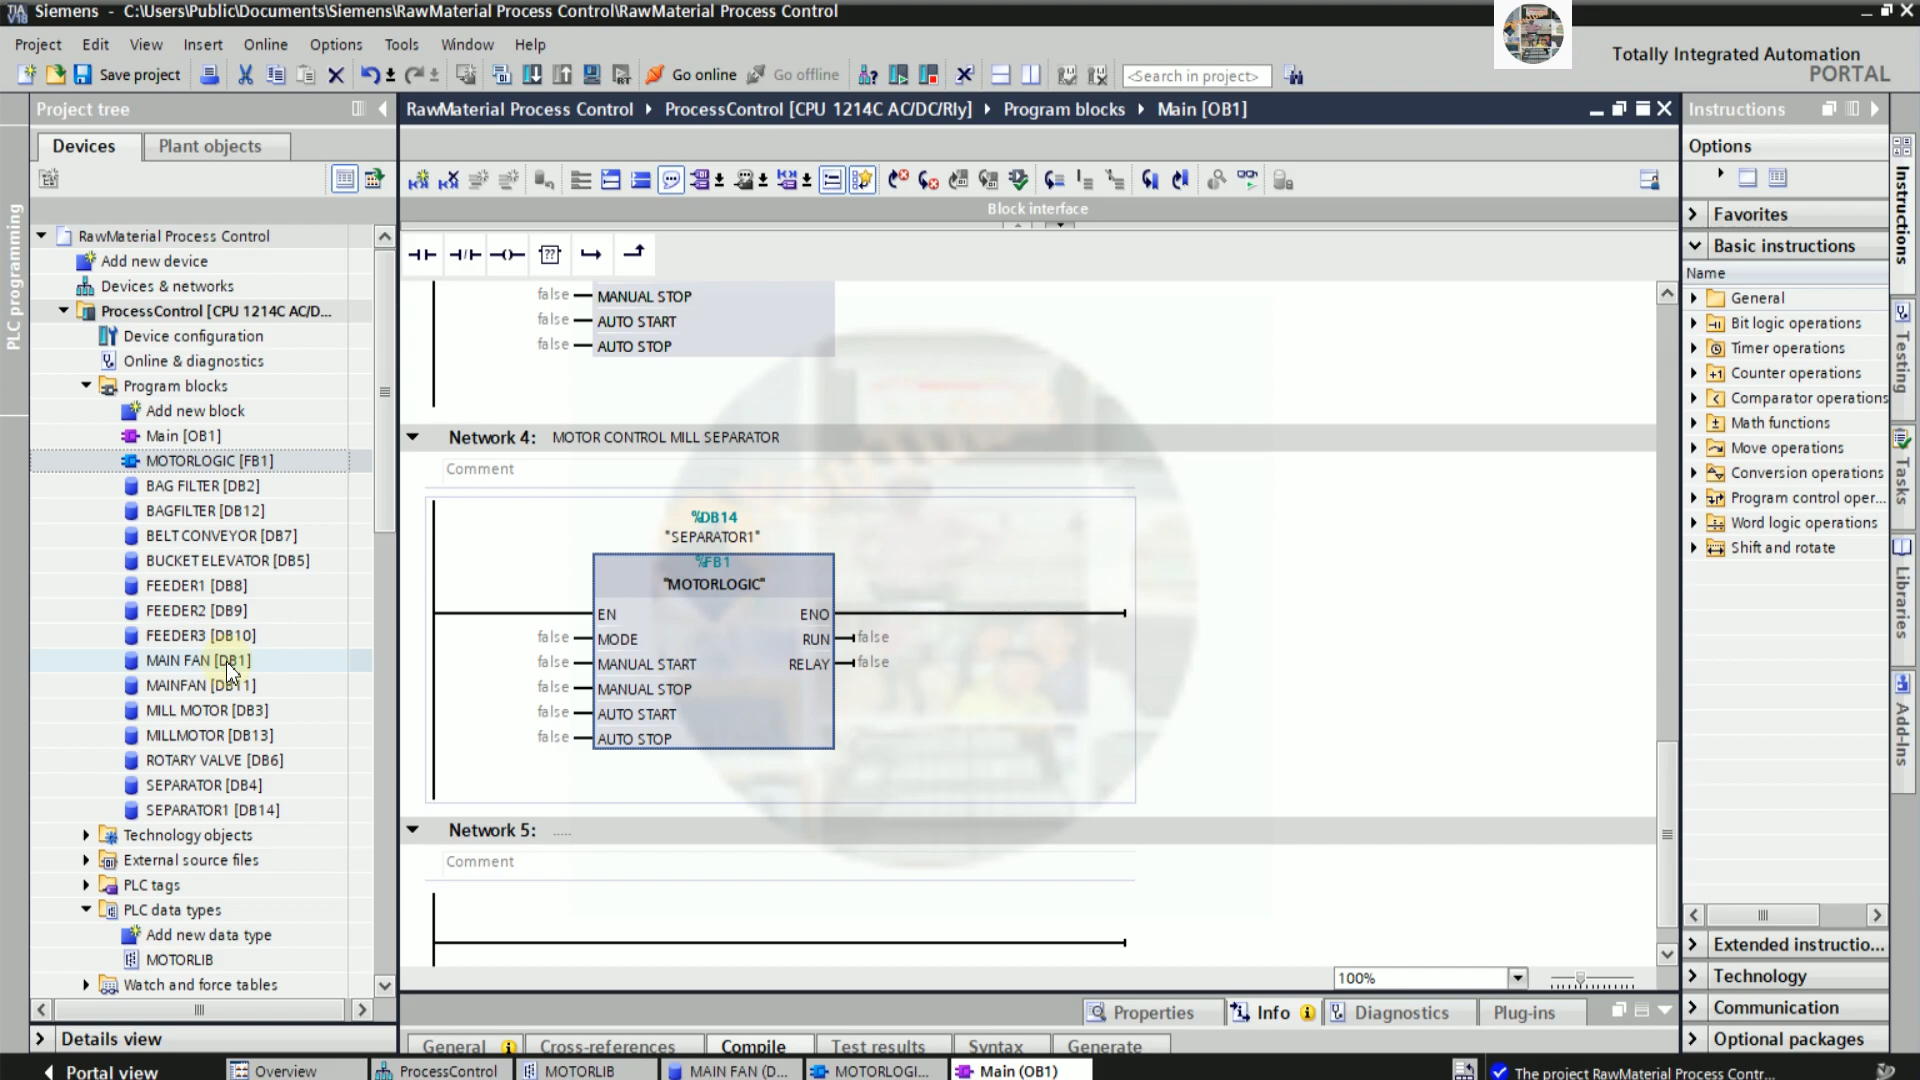 Siemens - C:\Users\Public\Documents\Siemens\RawMaterial Process Control\RawMaterial Process Control
Project Edit View Insert Online Options Tools Window Help
Totally Integrated Automation
PORTAL
Save project
Go online
Go offline
<Search in project>
Project tree
RawMaterial Process Control ▸ ProcessControl [CPU 1214C AC/DC/Rly] ▸ Program blocks ▸ Main [OB1]
Instructions
Devices
Plant objects
Options
PLC programming
Block interface
Favorites
Basic instructions
Name
General
Bit logic operations
Timer operations
Counter operations
Comparator operations
Math functions
Move operations
Conversion operations
Program control oper...
Word logic operations
Shift and rotate
Extended instructio...
Technology
Communication
Optional packages
Instructions
Testing
Tasks
Libraries
Add-Ins
RawMaterial Process Control
Add new device
Devices & networks
ProcessControl [CPU 1214C AC/D...
Device configuration
Online & diagnostics
Program blocks
Add new block
Main [OB1]
MOTORLOGIC [FB1]
BAG FILTER [DB2]
BAGFILTER [DB12]
BELT CONVEYOR [DB7]
BUCKET ELEVATOR [DB5]
FEEDER1 [DB8]
FEEDER2 [DB9]
FEEDER3 [DB10]
MAIN FAN [DB1]
MAINFAN [DB11]
MILL MOTOR [DB3]
MILLMOTOR [DB13]
ROTARY VALVE [DB6]
SEPARATOR [DB4]
SEPARATOR1 [DB14]
Technology objects
External source files
PLC tags
PLC data types
Add new data type
MOTORLIB
Watch and force tables
Details view
??
false MANUAL STOP
false AUTO START
false AUTO STOP
Network 4: MOTOR CONTROL MILL SEPARATOR
Comment
%DB14
"SEPARATOR1"
%FB1
"MOTORLOGIC"
EN ENO
false MODE RUN false
false MANUAL START RELAY false
false MANUAL STOP
false AUTO START
false AUTO STOP
Network 5: .....
Comment
100%
Properties
Info
Diagnostics
Plug-ins
General
Cross-references
Compile
Test results
Syntax
Generate
Portal view
Overview
ProcessControl
MOTORLIB
MAIN FAN (D...
MOTORLOGI...
Main (OB1)
The project RawMaterial Process Contr...